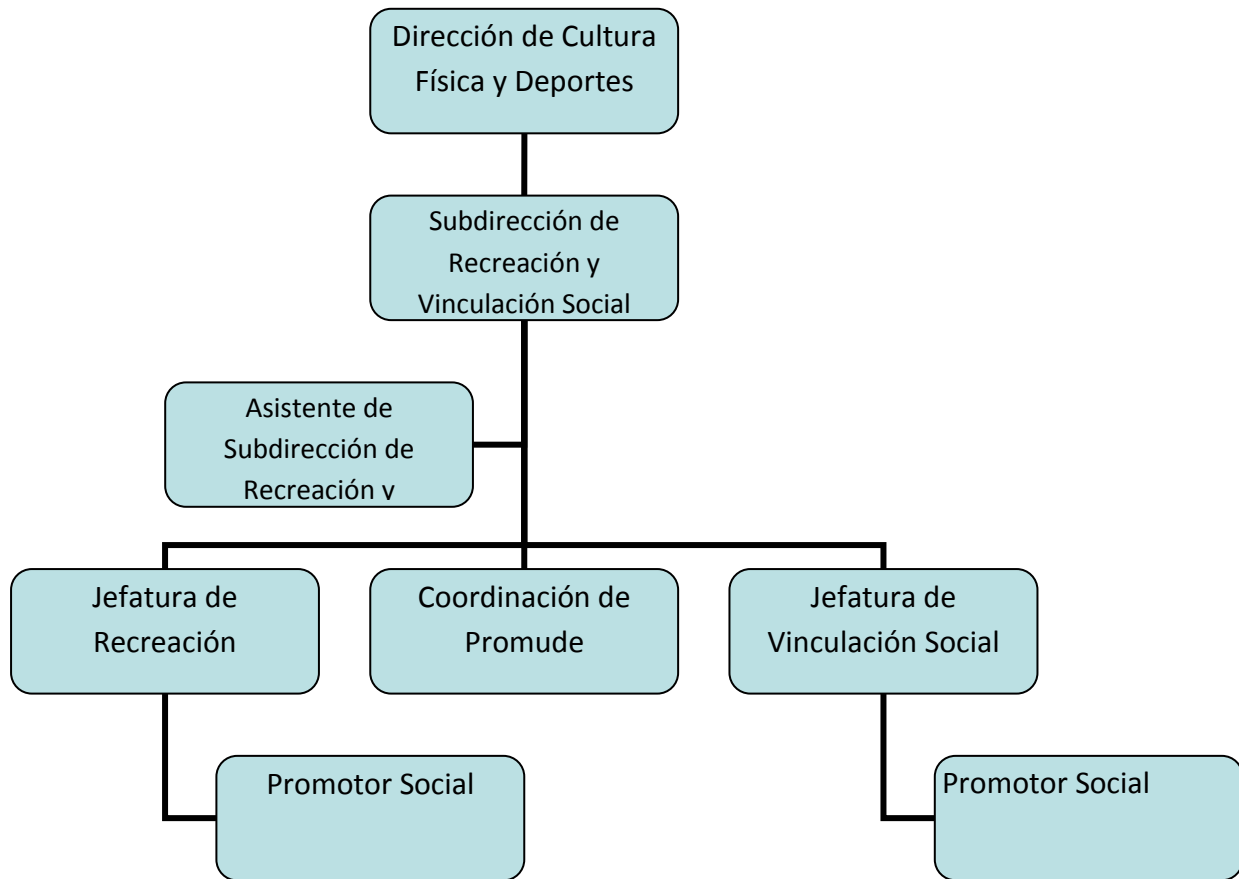 Dirección de Cultura
Física y Deportes
Subdirección de
Recreación y
Vinculación Social
Asistente de
Subdirección de
Recreación y
Jefatura de
Recreación
Coordinación de
Promude
Jefatura de
Vinculación Social
Promotor Social
Promotor Social